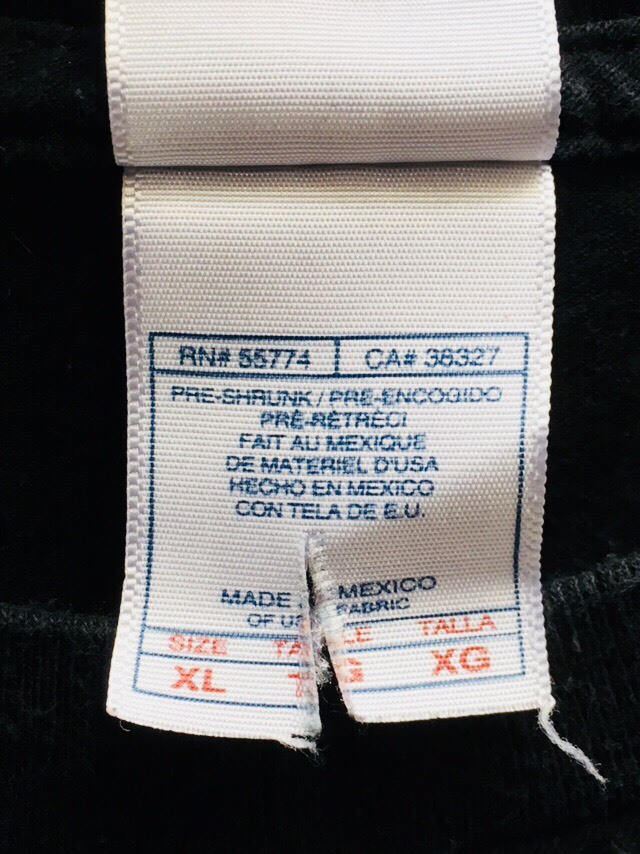 RN# 55774 CA# 38327
PRE-SHRUNK / PRE-ENCOGIDO
PRÉ-RÉTRÉCI
FAIT AU MEXIQUE
DE MATERIEL D'USA
HECHO EN MEXICO
CON TELA DE E.U.
MADE MEXICO
OF FABRIC
SIZE TALLA
XL XG